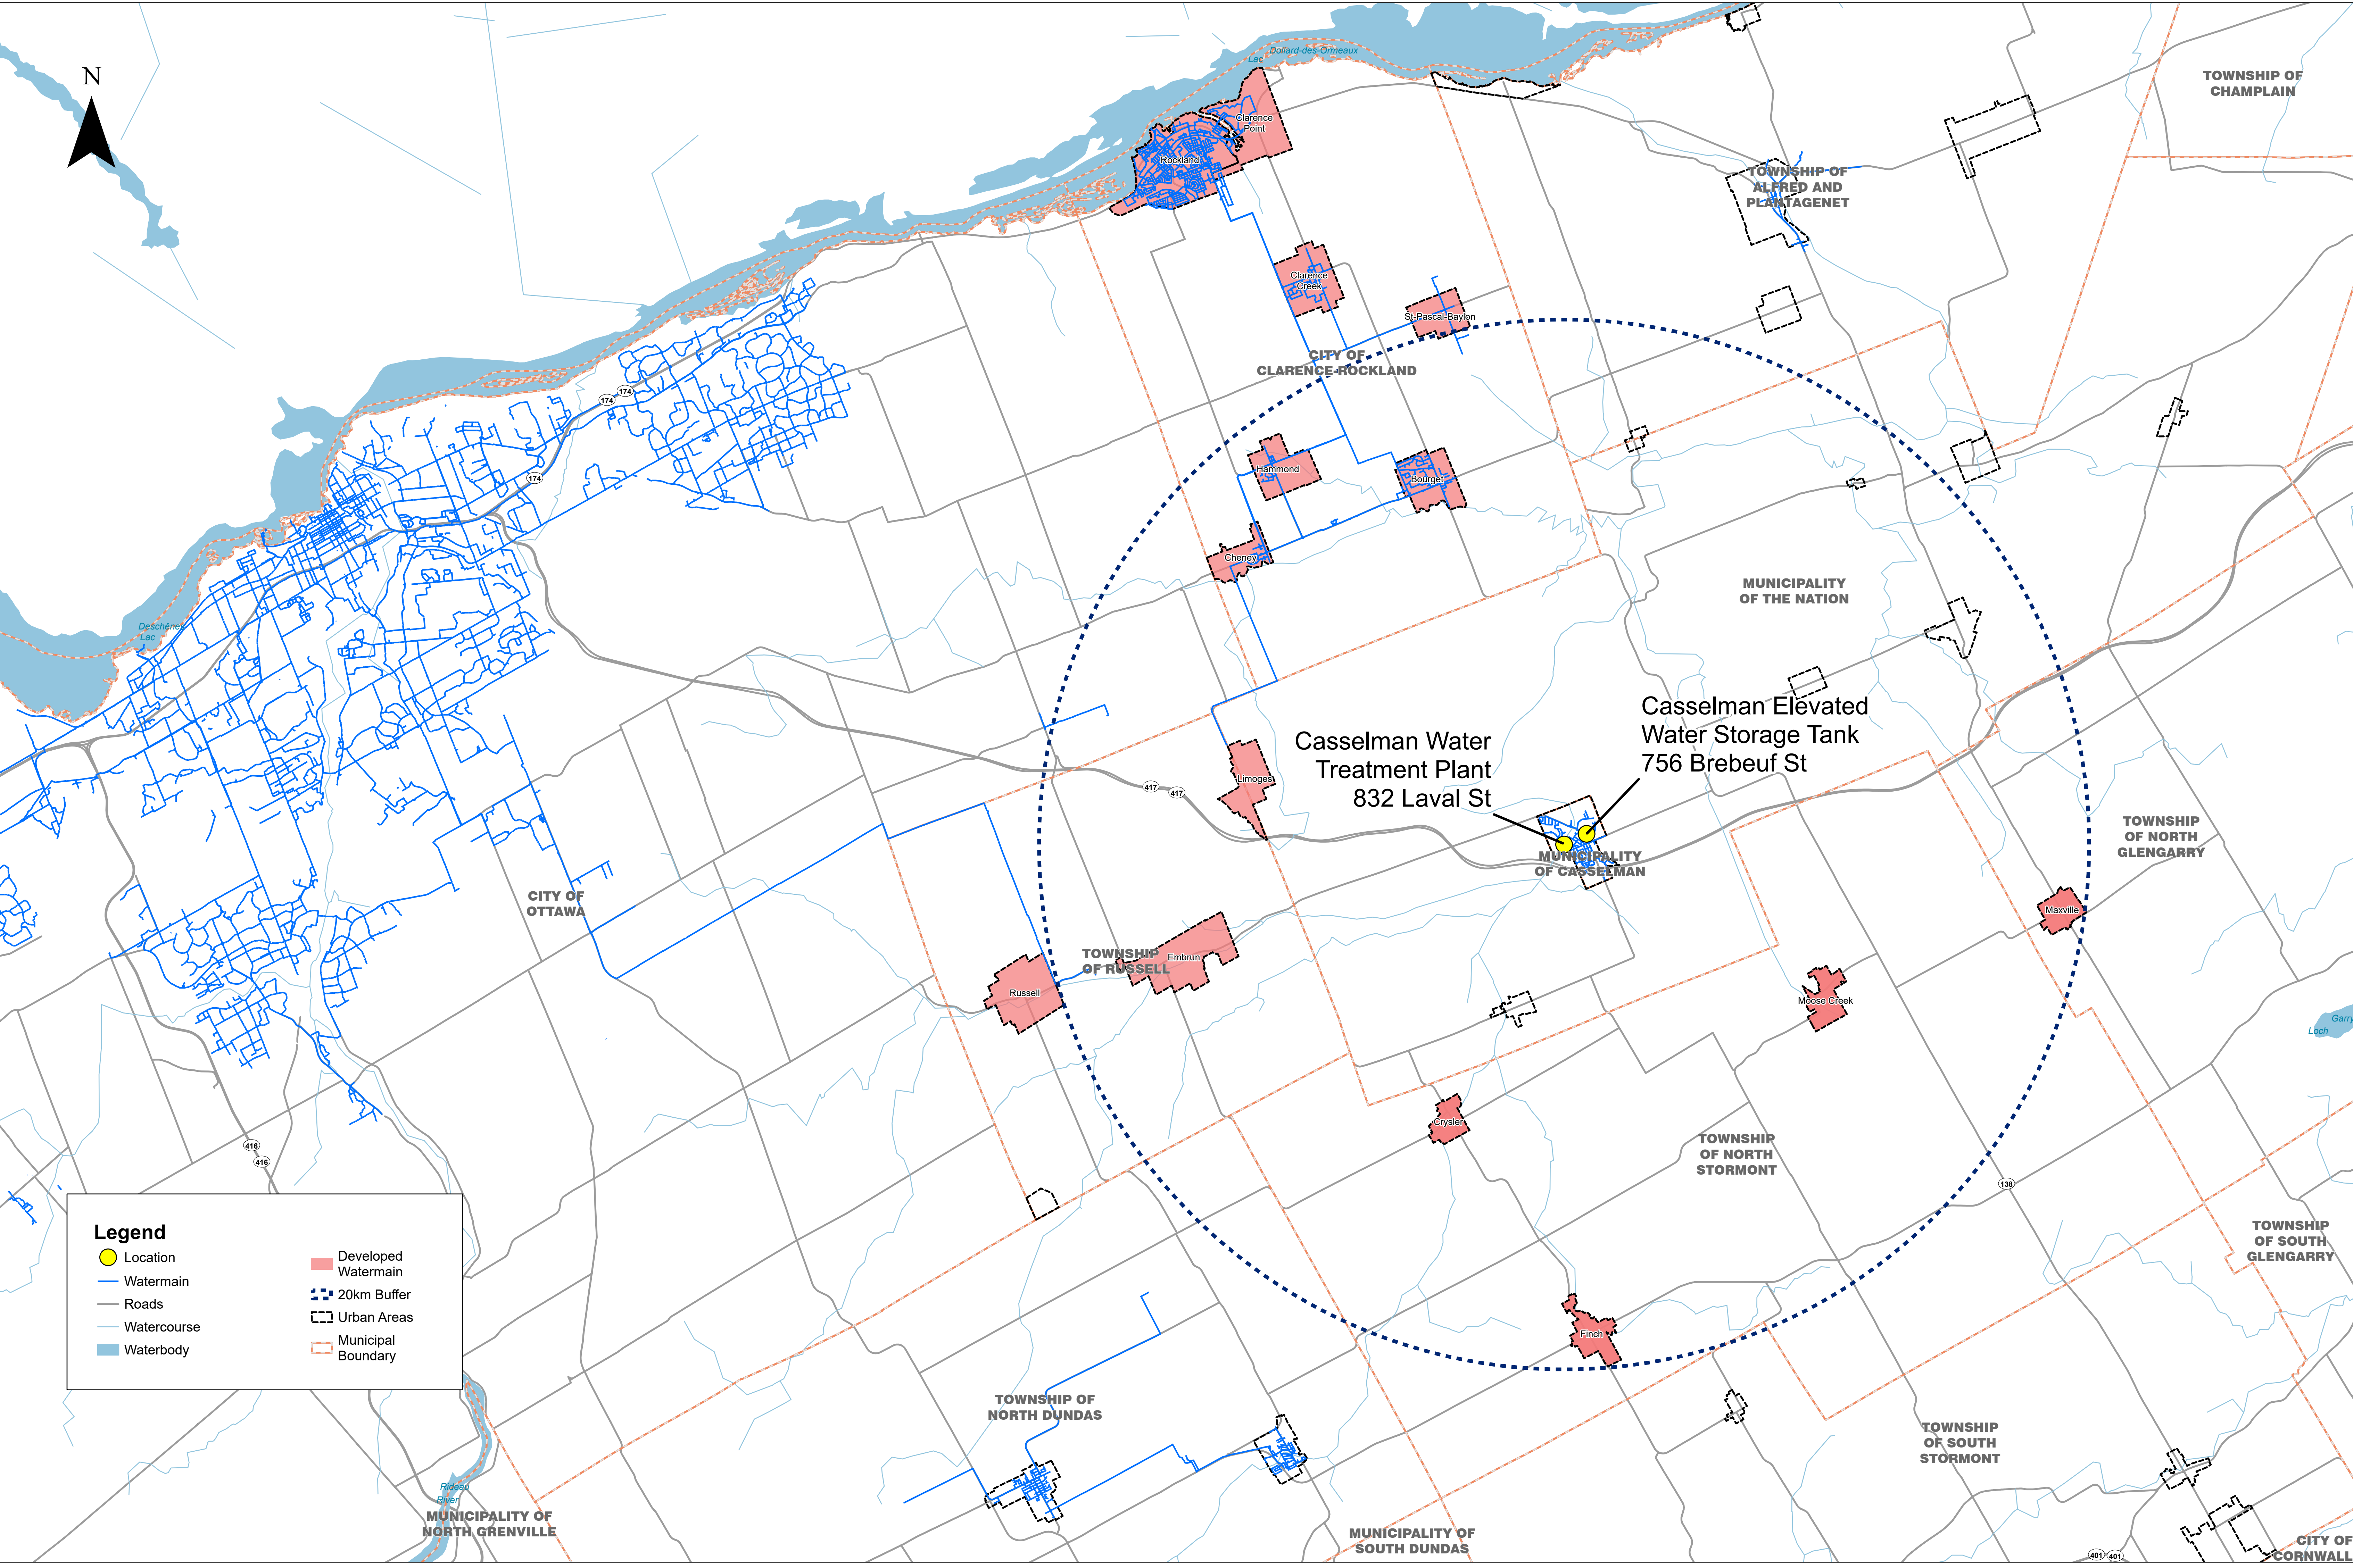 N
Dollard-des-Ormeaux
Lac
TOWNSHIP OF
CHAMPLAIN
Clarence
Point
Rockland
TOWNSHIP OF
ALFRED AND
PLANTAGENET
Clarence
Creek
St-Pascal-Baylon
CITY OF
CLARENCE-ROCKLAND
174
174
174
Hammond
Bourget
Cheney
MUNICIPALITY
OF THE NATION
Deschênes
Lac
Casselman Elevated
Water Storage Tank
756 Brebeuf St
Casselman Water
Treatment Plant
832 Laval St
Limoges
417
417
MUNICIPALITY
OF CASSELMAN
TOWNSHIP
OF NORTH
GLENGARRY
CITY OF
OTTAWA
Maxville
TOWNSHIP
OF RUSSELL
Embrun
Russell
Moose Creek
Garry
Loch
Crysler
TOWNSHIP
OF NORTH
STORMONT
416
416
138
TOWNSHIP
OF SOUTH
GLENGARRY
Legend
Location
Watermain
Roads
Watercourse
Waterbody
Developed
Watermain
20km Buffer
Urban Areas
Municipal
Boundary
Finch
TOWNSHIP OF
NORTH DUNDAS
TOWNSHIP
OF SOUTH
STORMONT
Rideau
River
MUNICIPALITY OF
NORTH GRENVILLE
MUNICIPALITY OF
SOUTH DUNDAS
CITY OF
CORNWALL
401
401